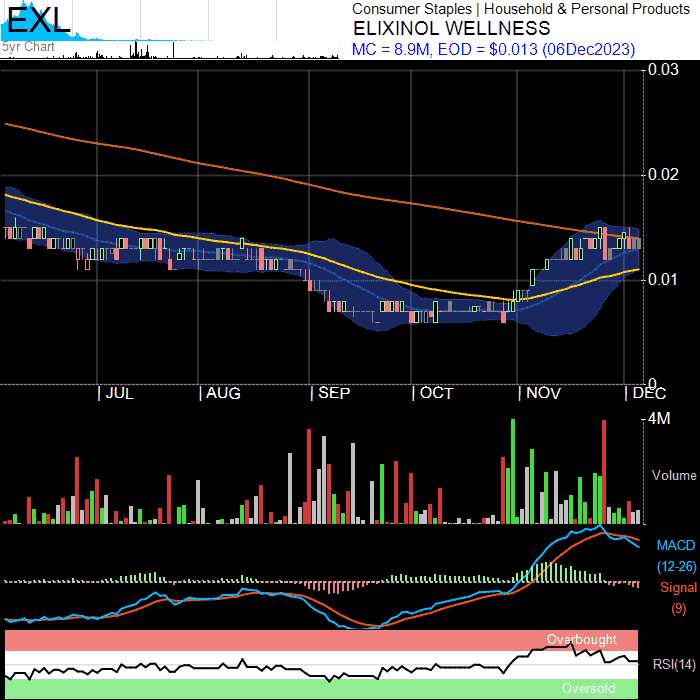 EXL
5yr Chart
Consumer Staples | Household & Personal Products
ELIXINOL WELLNESS
MC = 8.9M, EOD = $0.013 (06Dec2023)
0.03
0.02
0.01
0
| JUL | AUG | SEP | OCT | NOV | DEC
4M
Volume
MACD
(12-26)
Signal
(9)
Overbought
RSI(14)
Oversold